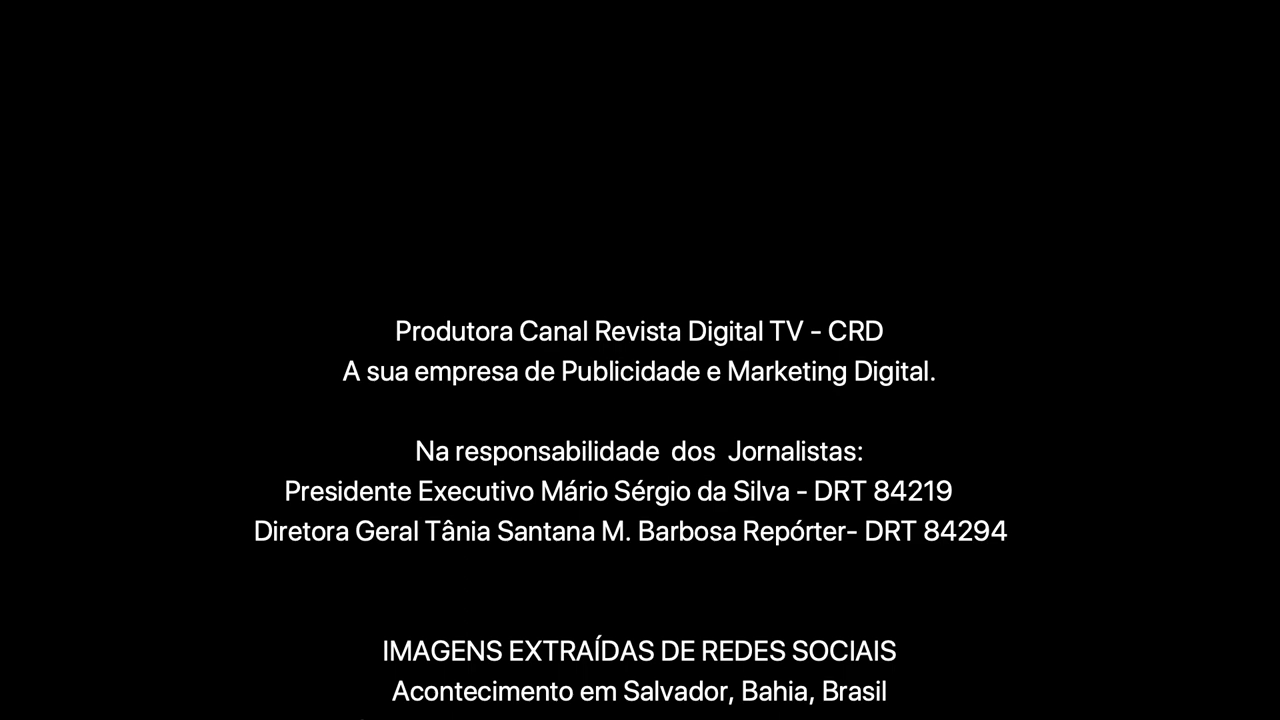 Produtora Canal Revista Digital TV - CRD
A sua empresa de Publicidade e Marketing Digital.
Na responsabilidade dos Jornalistas:
Presidente Executivo Mário Sérgio da Silva - DRT 84219
Diretora Geral Tânia Santana M. Barbosa Repórter- DRT 84294
IMAGENS EXTRAÍDAS DE REDES SOCIAIS
Acontecimento em Salvador, Bahia, Brasil